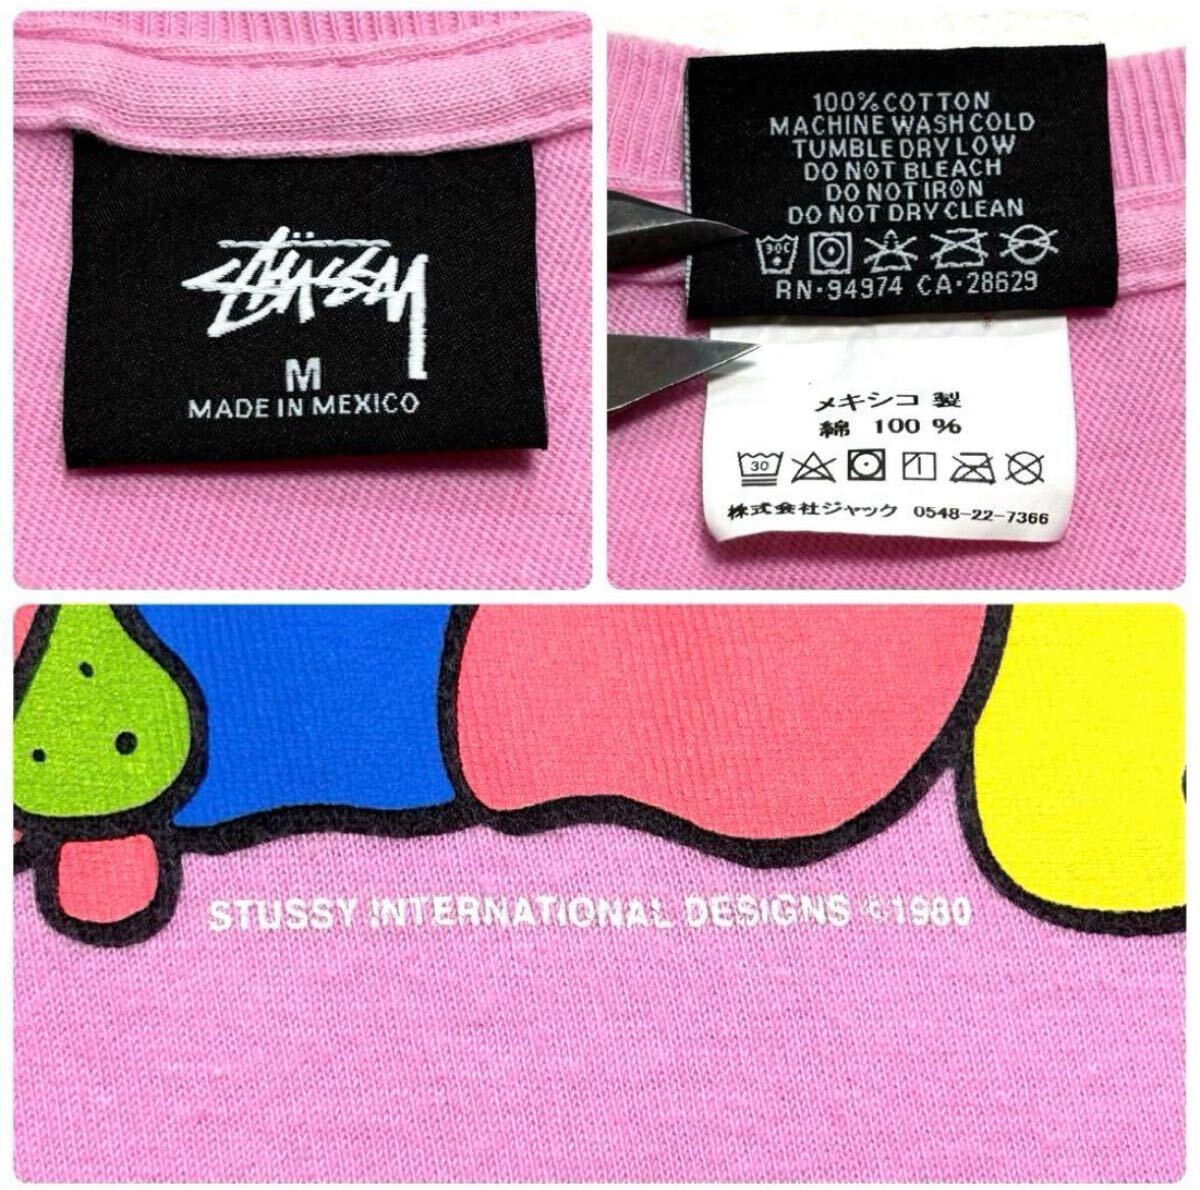 STÜSSY
M
MADE IN MEXICO
100% COTTON
MACHINE WASH COLD
TUMBLE DRY LOW
DO NOT BLEACH
DO NOT IRON
DO NOT DRY CLEAN
30C
RN·94974 CA·28629
メキシコ製
綿 100 %
30
株式会社ジャック 0548-22-7366
STUSSY INTERNATIONAL DESIGNS ©1980